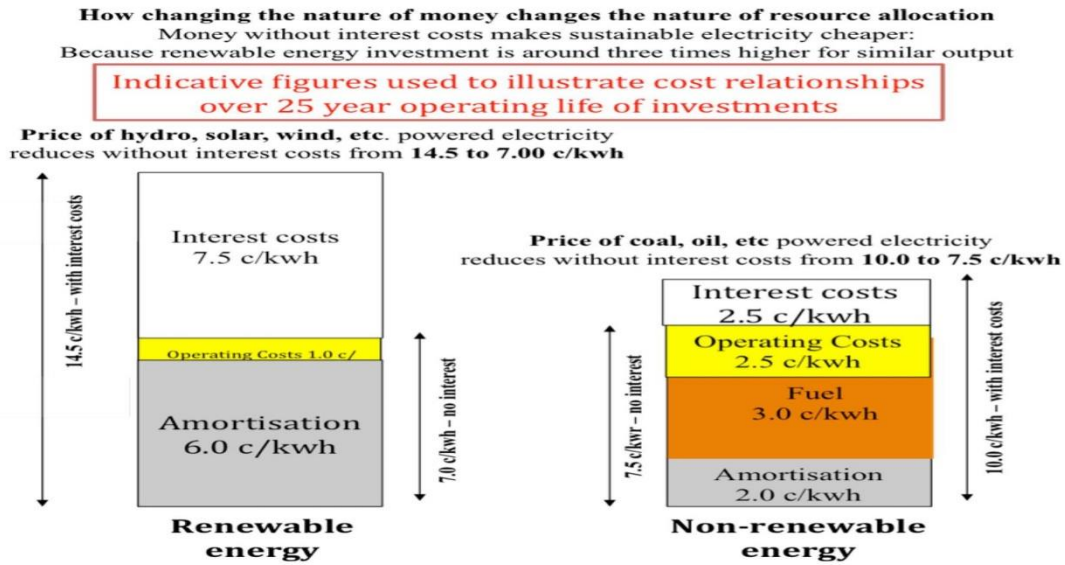 How changing the nature of money changes the nature of resource allocation
Money without interest costs makes sustainable electricity cheaper:
Because renewable energy investment is around three times higher for similar output
Indicative figures used to illustrate cost relationships
over 25 year operating life of investments
Price of hydro, solar, wind, etc. powered electricity
reduces without interest costs from 14.5 to 7.00 c/kwh
14.5 c/kwh – with interest costs
Interest costs
7.5 c/kwh
Operating Costs 1.0 c/
Amortisation
6.0 c/kwh
7.0 c/kwh – no interest
Renewable
energy
Price of coal, oil, etc powered electricity
reduces without interest costs from 10.0 to 7.5 c/kwh
7.5 c/kwr – no interest
Interest costs
2.5 c/kwh
Operating Costs
2.5 c/kwh
Fuel
3.0 c/kwh
Amortisation
2.0 c/kwh
10.0 c/kwh – with interest costs
Non-renewable
energy